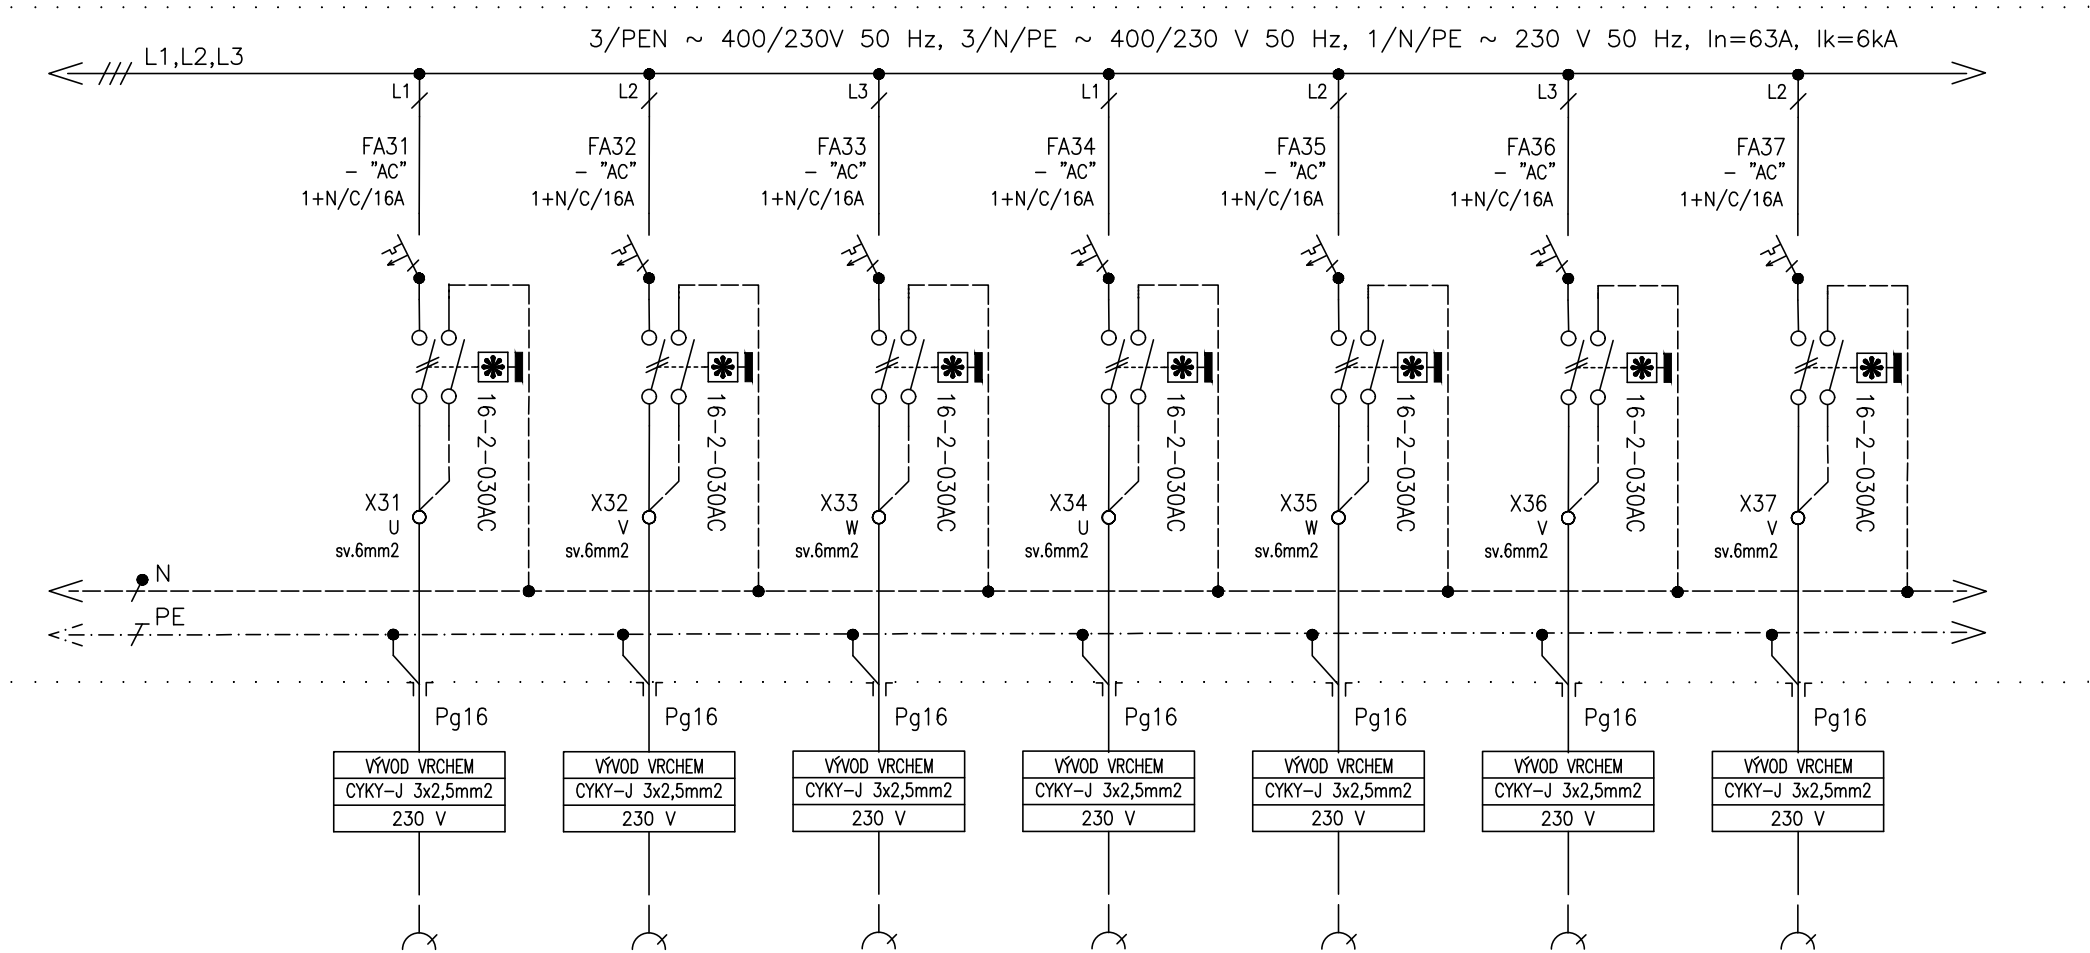 3/PEN ~ 400/230V 50 Hz, 3/N/PE ~ 400/230 V 50 Hz, 1/N/PE ~ 230 V 50 Hz, In=63A, Ik=6kA
L1,L2,L3
L1 L2 L3 L1 L2 L3 L2
FA31 FA32 FA33 FA34 FA35 FA36 FA37
– "AC" – "AC" – "AC" – "AC" – "AC" – "AC" – "AC"
1+N/C/16A 1+N/C/16A 1+N/C/16A 1+N/C/16A 1+N/C/16A 1+N/C/16A 1+N/C/16A
16-2-030AC 16-2-030AC 16-2-030AC 16-2-030AC 16-2-030AC 16-2-030AC 16-2-030AC
X31 X32 X33 X34 X35 X36 X37
U V W U W V V
sv.6mm2 sv.6mm2 sv.6mm2 sv.6mm2 sv.6mm2 sv.6mm2 sv.6mm2
N
PE
Pg16 Pg16 Pg16 Pg16 Pg16 Pg16 Pg16
VÝVOD VRCHEM VÝVOD VRCHEM VÝVOD VRCHEM VÝVOD VRCHEM VÝVOD VRCHEM VÝVOD VRCHEM VÝVOD VRCHEM
CYKY-J 3x2,5mm2 CYKY-J 3x2,5mm2 CYKY-J 3x2,5mm2 CYKY-J 3x2,5mm2 CYKY-J 3x2,5mm2 CYKY-J 3x2,5mm2 CYKY-J 3x2,5mm2
230 V 230 V 230 V 230 V 230 V 230 V 230 V